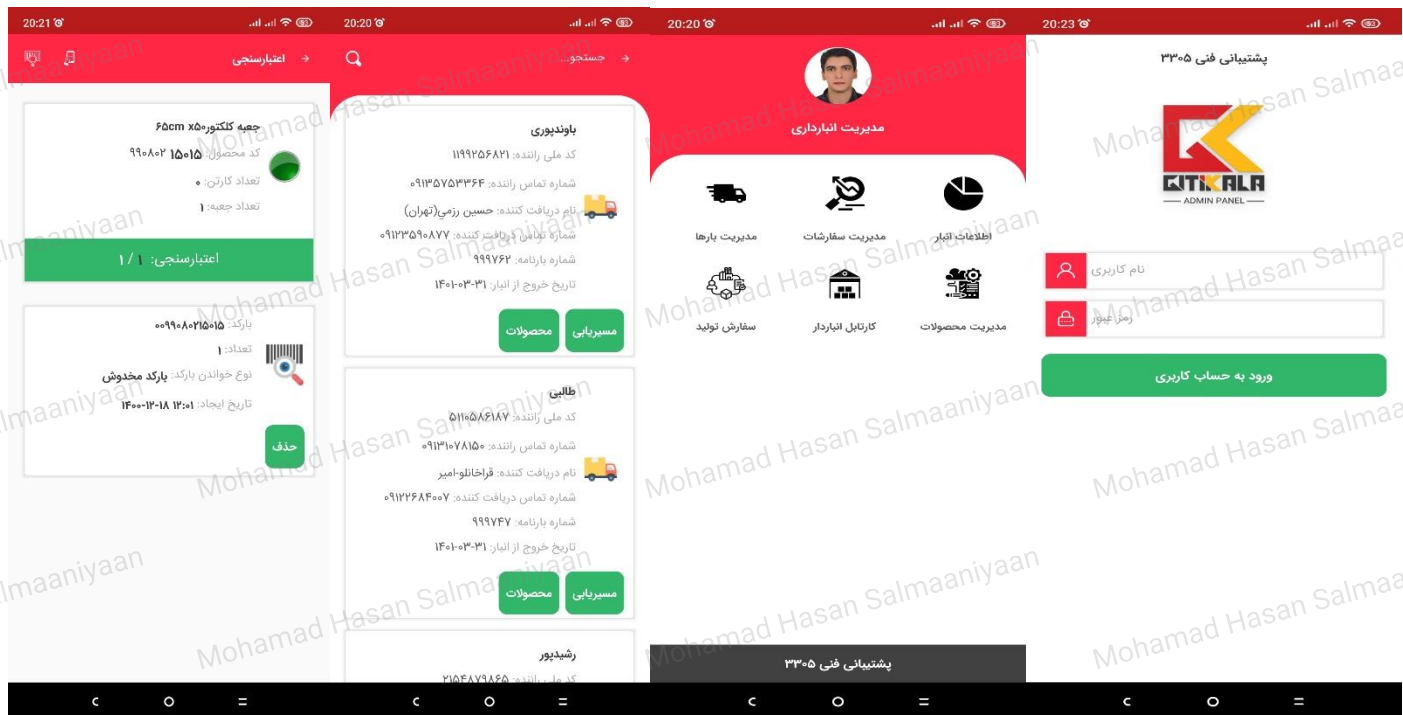 20:21
اعتبارسنجی
جعبه کلکتور۵۰x ۶۵cm
کد محصول: ۱۵۰۱۵ ۹۹۰۸۰۲
تعداد کارتن: ۰
تعداد جعبه: ۱
اعتبارسنجی: ۱ / ۱
بارکد: ۰۰۹۹۰۸۰۲۱۵۰۱۵
تعداد: ۱
نوع خواندن بارکد: بارکد مخدوش
تاریخ ایجاد: ۱۲:۰۱ ۱۸-۱۲-۱۴۰۰
حذف
20:20
جستجو...
باوندپوری
کد ملی راننده: ۱۱۹۹۲۵۶۸۲۱
شماره تماس راننده: ۰۹۱۳۵۷۵۳۳۶۴
نام دریافت کننده: حسین رزمي(تهران)
شماره تماس دریافت کننده: ۰۹۱۲۳۵۹۰۸۷۷
شماره بارنامه: ۹۹۹۷۶۲
تاریخ خروج از انبار: ۳۱-۰۳-۱۴۰۱
مسیریابی
محصولات
طالبی
کد ملی راننده: ۵۱۱۰۵۸۶۱۸۷
شماره تماس راننده: ۰۹۱۳۱۰۷۸۱۵۰
نام دریافت کننده: قراخانلو-امیر
شماره تماس دریافت کننده: ۰۹۱۲۲۶۸۴۰۰۷
شماره بارنامه: ۹۹۹۷۴۷
تاریخ خروج از انبار: ۳۱-۰۳-۱۴۰۱
مسیریابی
محصولات
رشیدپور
کد ملی راننده: ۲۱۵۴۸۷۹۸۶۵
20:20
مدیریت انبارداری
اطلاعات انبار
مدیریت سفارشات
مدیریت بارها
مدیریت محصولات
کارتابل انباردار
سفارش تولید
پشتیبانی فنی ۳۳۰۵
20:23
پشتیبانی فنی ۳۳۰۵
GITIKALA
ADMIN PANEL
نام کاربری
رمز عبور
ورود به حساب کاربری
Mohamad Hasan Salmaaniyaan